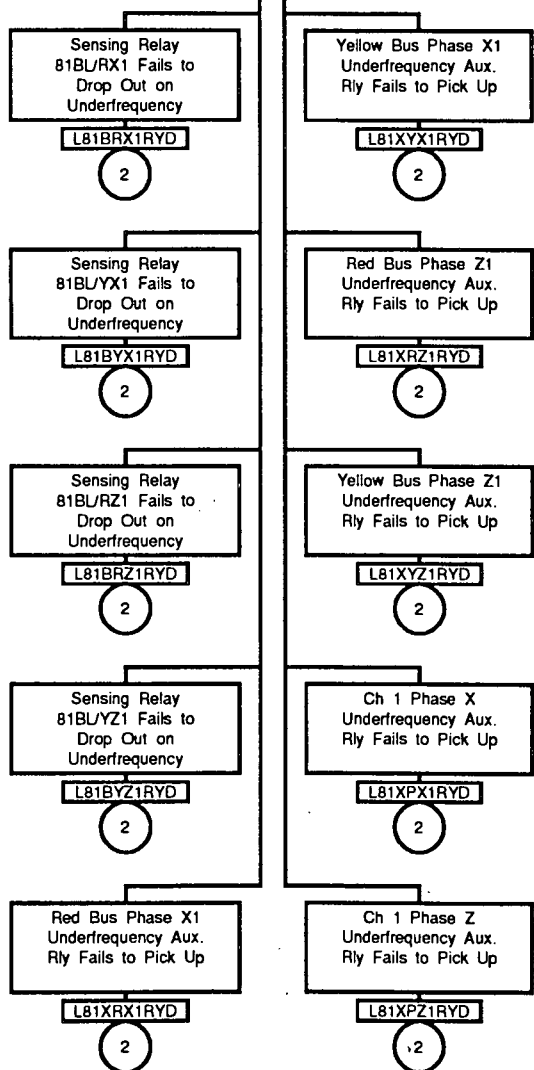 Sensing Relay
81BL/RX1 Fails to
Drop Out on
Underfrequency
L81BRX1RYD
2
Yellow Bus Phase X1
Underfrequency Aux.
Rly Fails to Pick Up
L81XYX1RYD
2
Sensing Relay
81BL/YX1 Fails to
Drop Out on
Underfrequency
L81BYX1RYD
2
Red Bus Phase Z1
Underfrequency Aux.
Rly Fails to Pick Up
L81XRZ1RYD
2
Sensing Relay
81BL/RZ1 Fails to
Drop Out on
Underfrequency
L81BRZ1RYD
2
Yellow Bus Phase Z1
Underfrequency Aux.
Rly Fails to Pick Up
L81XYZ1RYD
2
Sensing Relay
81BL/YZ1 Fails to
Drop Out on
Underfrequency
L81BYZ1RYD
2
Ch 1 Phase X
Underfrequency Aux.
Rly Fails to Pick Up
L81XPX1RYD
2
Red Bus Phase X1
Underfrequency Aux.
Rly Fails to Pick Up
L81XRX1RYD
2
Ch 1 Phase Z
Underfrequency Aux.
Rly Fails to Pick Up
L81XPZ1RYD
2